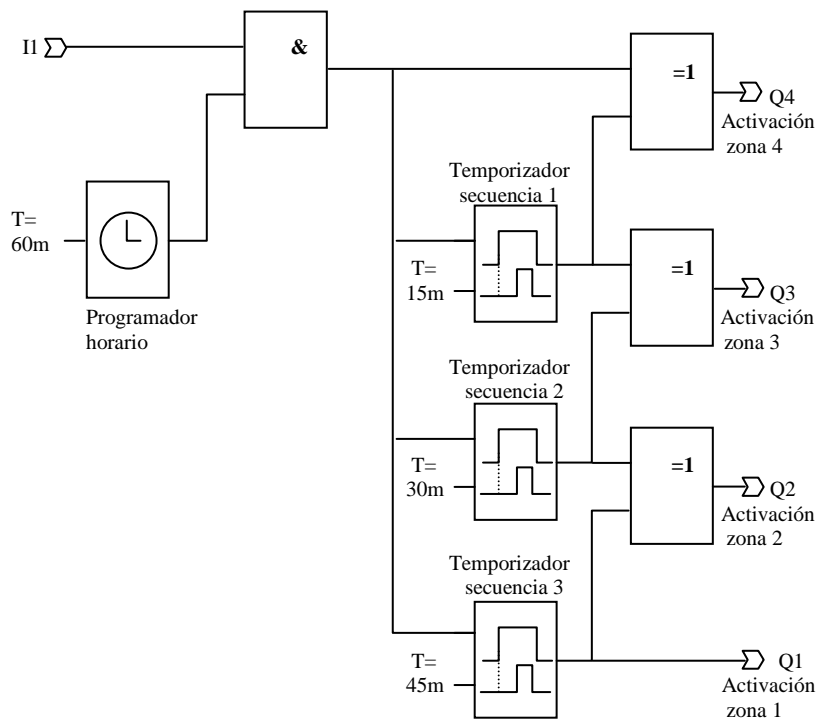 I1
&
=1
Q4
Activación
zona 4
Temporizador
secuencia 1
T=
60m
T=
15m
=1
Q3
Activación
zona 3
Programador
horario
Temporizador
secuencia 2
T=
30m
=1
Q2
Activación
zona 2
Temporizador
secuencia 3
T=
45m
Q1
Activación
zona 1